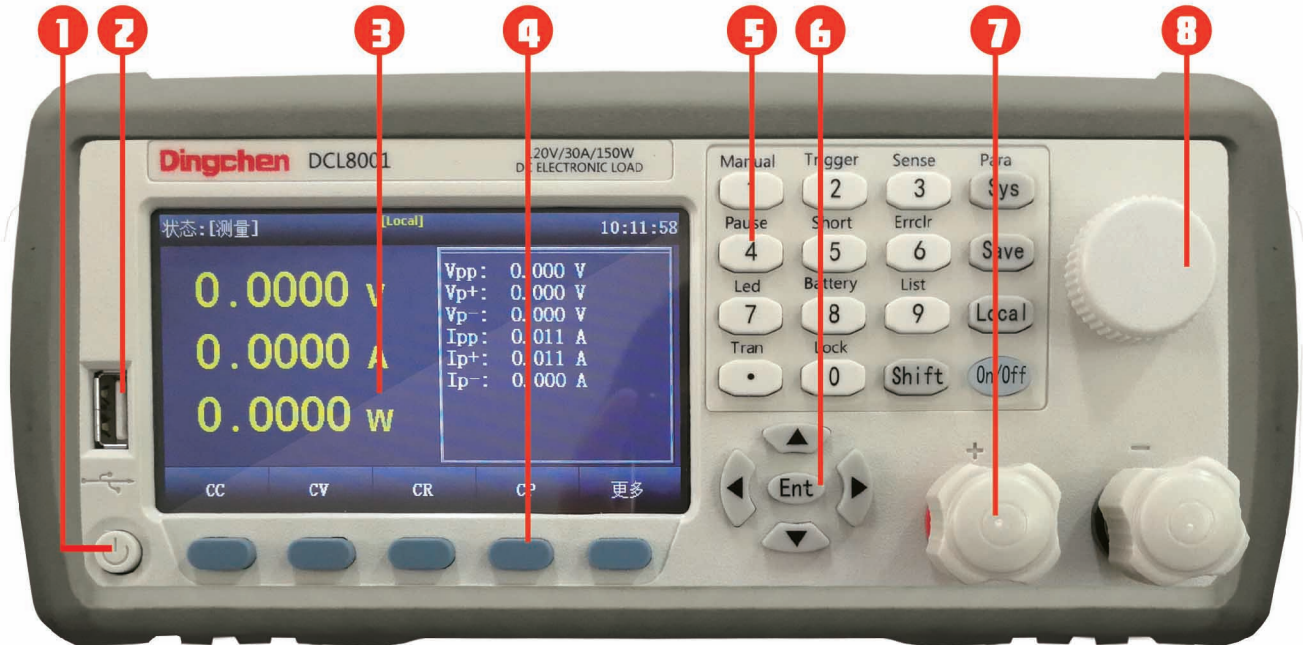 1 2 3 4 5 6 7 8
Dingchen DCL8001
120V/30A/150W
DC ELECTRONIC LOAD
状态:[测量] [Local] 10:11:58
0.0000 V
0.0000 A
0.0000 W
Vpp: 0.000 V
Vp+: 0.000 V
Vp-: 0.000 V
Ipp: 0.011 A
Ip+: 0.011 A
Ip-: 0.000 A
CC CV CR CP 更多
Manual Trigger Sense Para
1 2 3 Sys
Pause Short Errclr
4 5 6 Save
Led Battery List
7 8 9 Local
Tran Lock
. 0 Shift On/Off
Ent
+ -